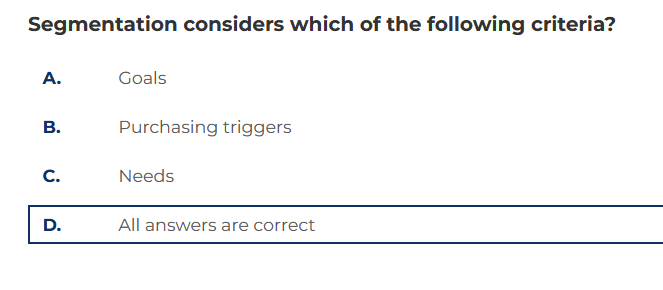 Segmentation considers which of the following criteria?
A. Goals
B. Purchasing triggers
C. Needs
D. All answers are correct